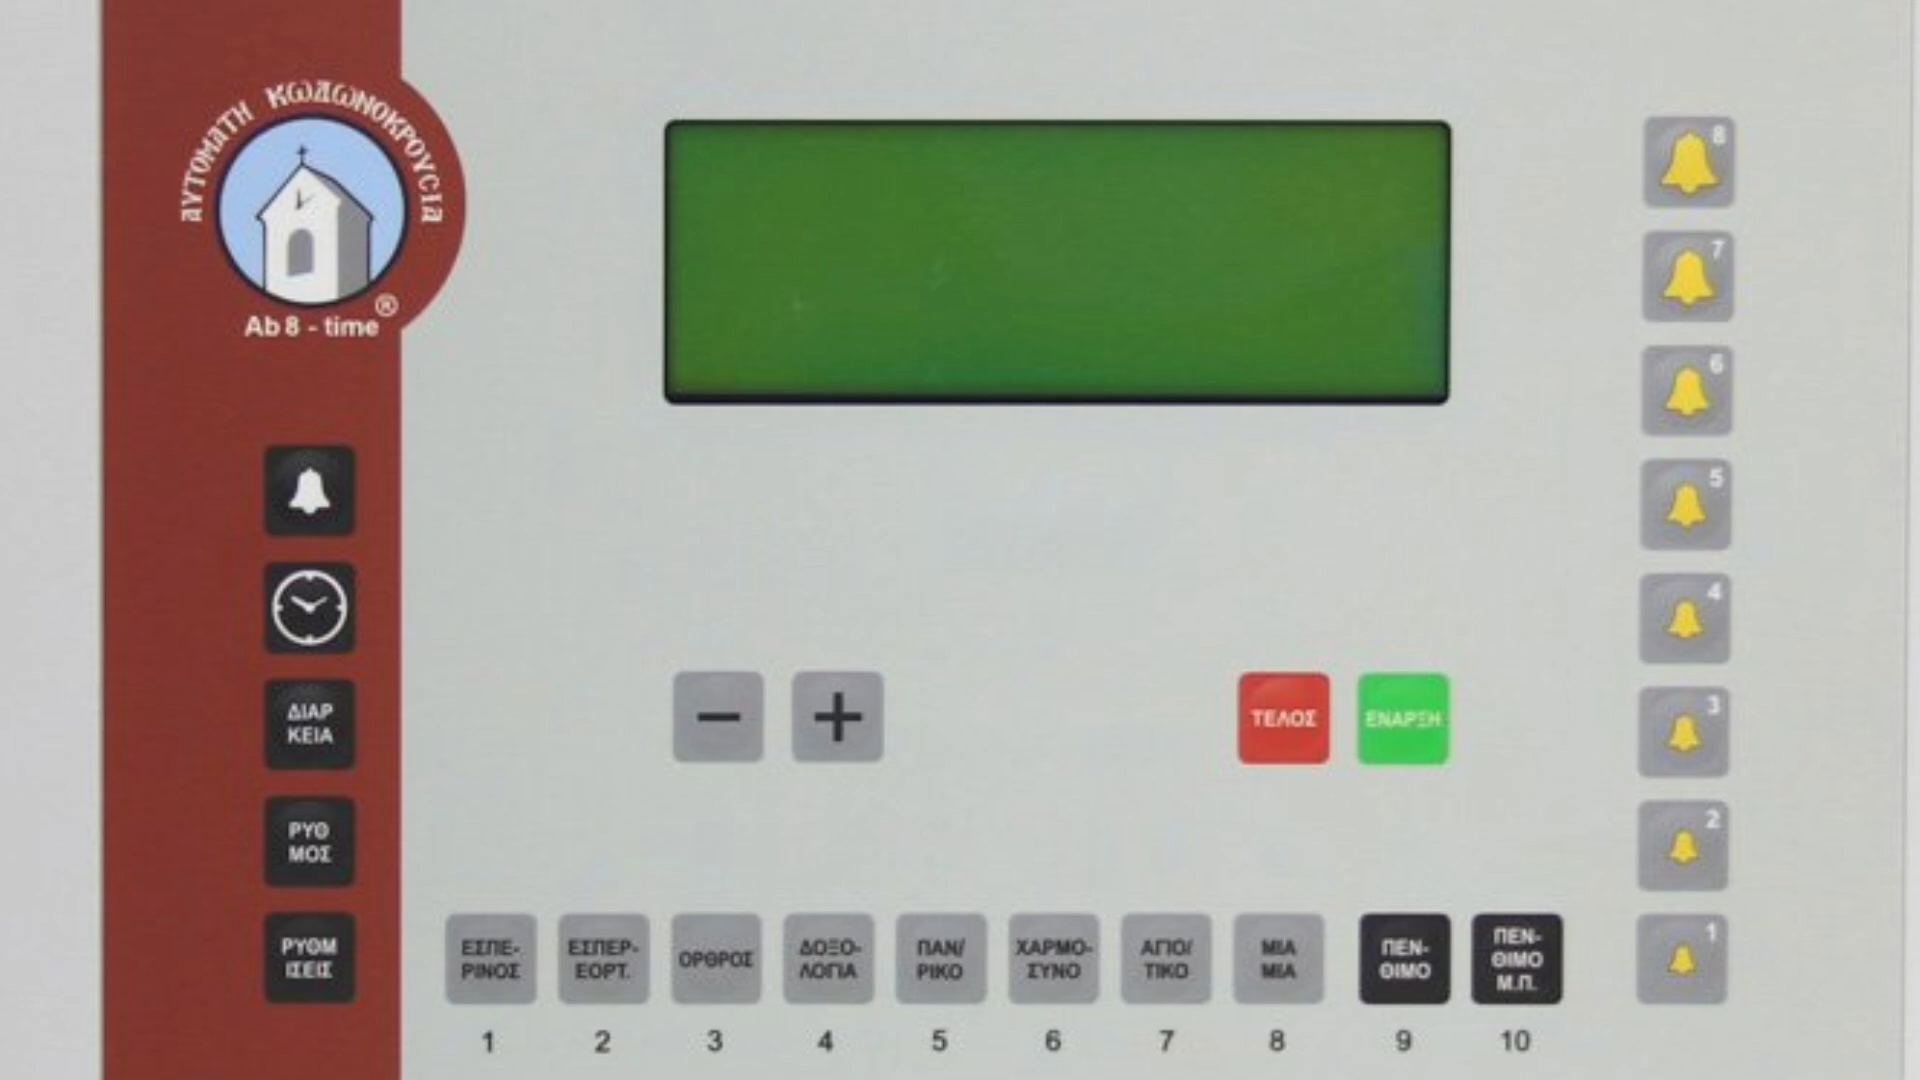 ΑΥΤΟΜΑΤΗ ΚΩΔΩΝΟΚΡΟΥСΙΑ
®
Ab 8 - time
8
7
6
5
4
3
2
1
ΔΙΑΡ
ΚΕΙΑ
ΡΥΘ
ΜΟΣ
ΡΥΘΜ
ΙΣΕΙΣ
−
+
ΤΕΛΟΣ
ΕΝΑΡΞΗ
ΕΣΠΕ-
ΡΙΝΟΣ
ΕΣΠΕΡ-
ΕΟΡΤ.
ΟΡΘΡΟΣ
ΔΟΞΟ-
ΛΟΓΙΑ
ΠΑΝ/
ΡΙΚΟ
ΧΑΡΜΟ-
ΣΥΝΟ
ΑΓΙΟ/
ΤΙΚΟ
ΜΙΑ
ΜΙΑ
ΠΕΝ-
ΘΙΜΟ
ΠΕΝ-
ΘΙΜΟ
Μ.Π.
1 2 3 4 5 6 7 8 9 10